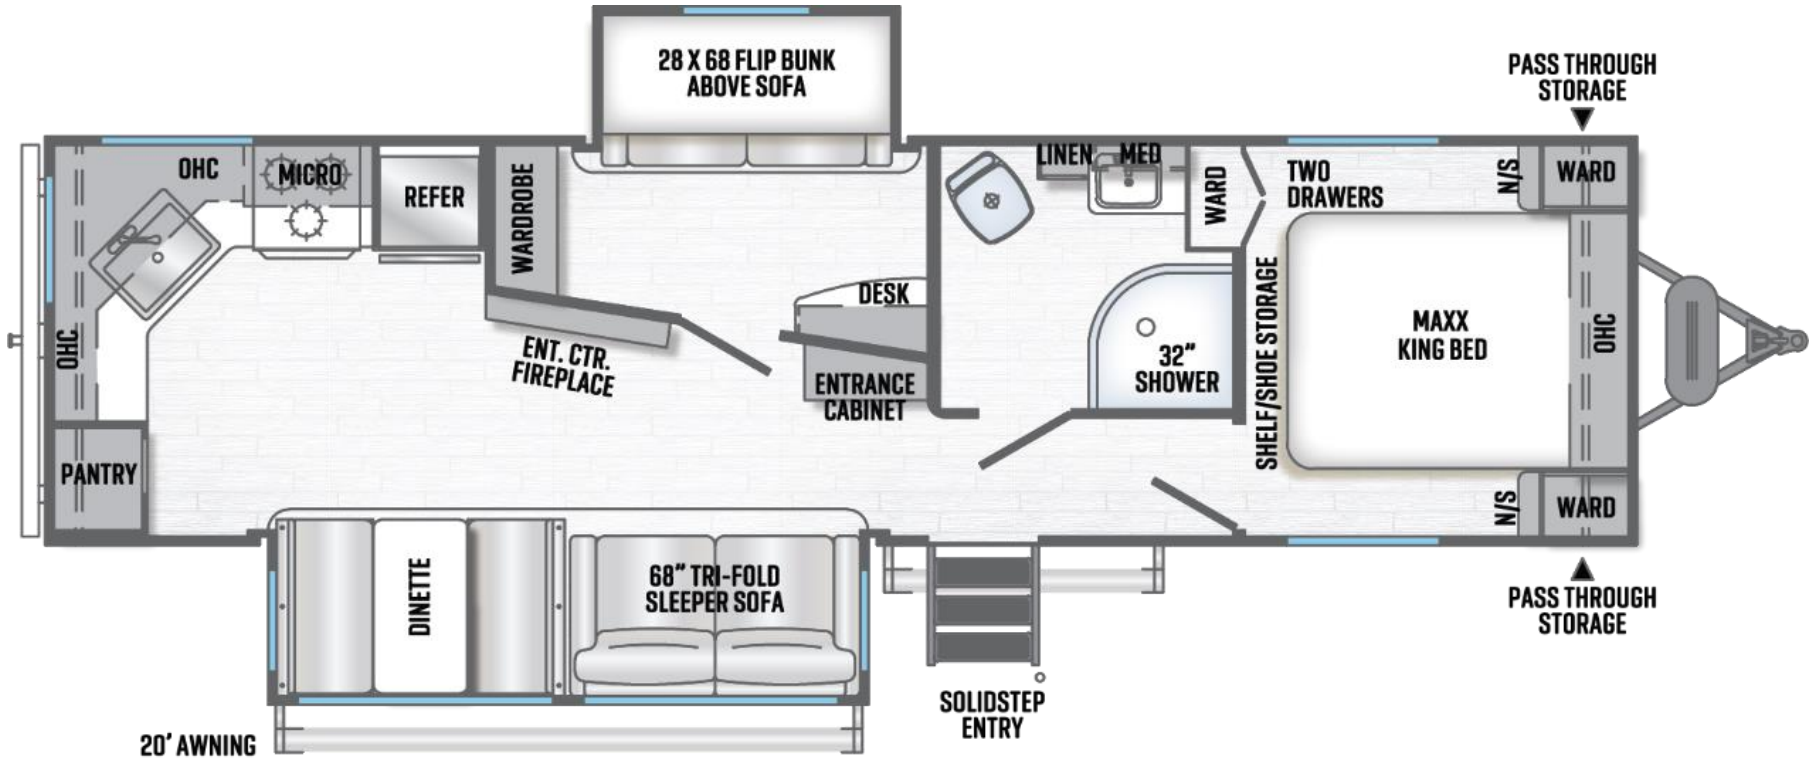 28 X 68 FLIP BUNK
ABOVE SOFA
PASS THROUGH
STORAGE
OHC
MICRO
REFER
WARDROBE
LINEN
MED
WARD
TWO
DRAWERS
N/S
WARD
DESK
ENT. CTR.
FIREPLACE
ENTRANCE
CABINET
32"
SHOWER
SHELF/SHOE STORAGE
MAXX
KING BED
OHC
OHC
PANTRY
N/S
WARD
DINETTE
68" TRI-FOLD
SLEEPER SOFA
PASS THROUGH
STORAGE
SOLIDSTEP
ENTRY
20' AWNING